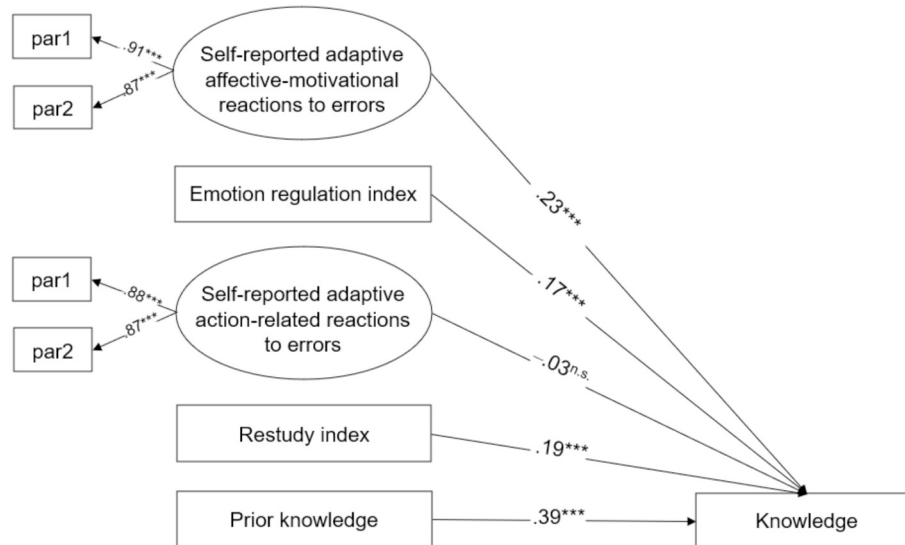 par1
.91***
par2
.87***
Self-reported adaptive
affective-motivational
reactions to errors
.23***
Emotion regulation index
.17***
par1
.88***
par2
.87***
Self-reported adaptive
action-related reactions
to errors
-.03n.s.
Restudy index
.19***
Prior knowledge
.39***
Knowledge